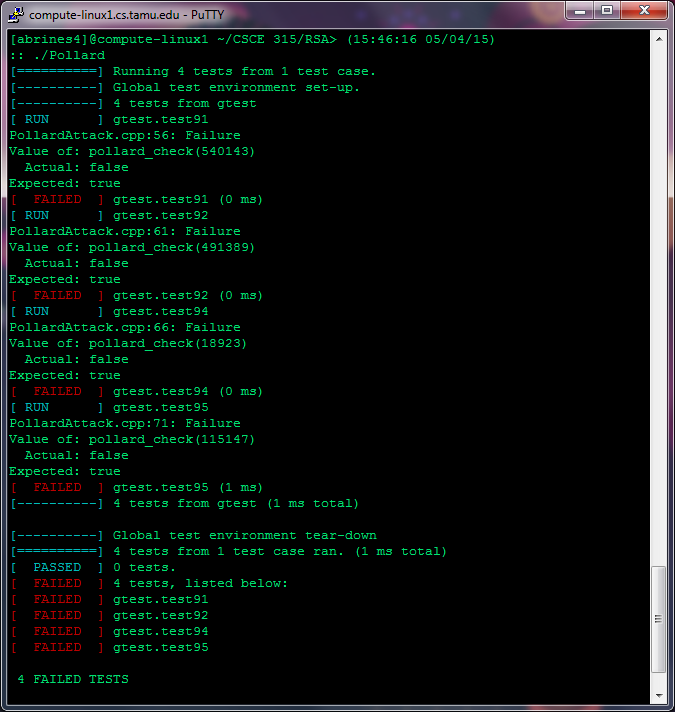 compute-linux1.cs.tamu.edu - PuTTY
[abrines4]@compute-linux1 ~/CSCE 315/RSA> (15:46:16 05/04/15)
:: ./Pollard
[==========] Running 4 tests from 1 test case.
[----------] Global test environment set-up.
[----------] 4 tests from gtest
[ RUN      ] gtest.test91
PollardAttack.cpp:56: Failure
Value of: pollard_check(540143)
  Actual: false
Expected: true
[  FAILED  ] gtest.test91 (0 ms)
[ RUN      ] gtest.test92
PollardAttack.cpp:61: Failure
Value of: pollard_check(491389)
  Actual: false
Expected: true
[  FAILED  ] gtest.test92 (0 ms)
[ RUN      ] gtest.test94
PollardAttack.cpp:66: Failure
Value of: pollard_check(18923)
  Actual: false
Expected: true
[  FAILED  ] gtest.test94 (0 ms)
[ RUN      ] gtest.test95
PollardAttack.cpp:71: Failure
Value of: pollard_check(115147)
  Actual: false
Expected: true
[  FAILED  ] gtest.test95 (1 ms)
[----------] 4 tests from gtest (1 ms total)

[----------] Global test environment tear-down
[==========] 4 tests from 1 test case ran. (1 ms total)
[  PASSED  ] 0 tests.
[  FAILED  ] 4 tests, listed below:
[  FAILED  ] gtest.test91
[  FAILED  ] gtest.test92
[  FAILED  ] gtest.test94
[  FAILED  ] gtest.test95

 4 FAILED TESTS